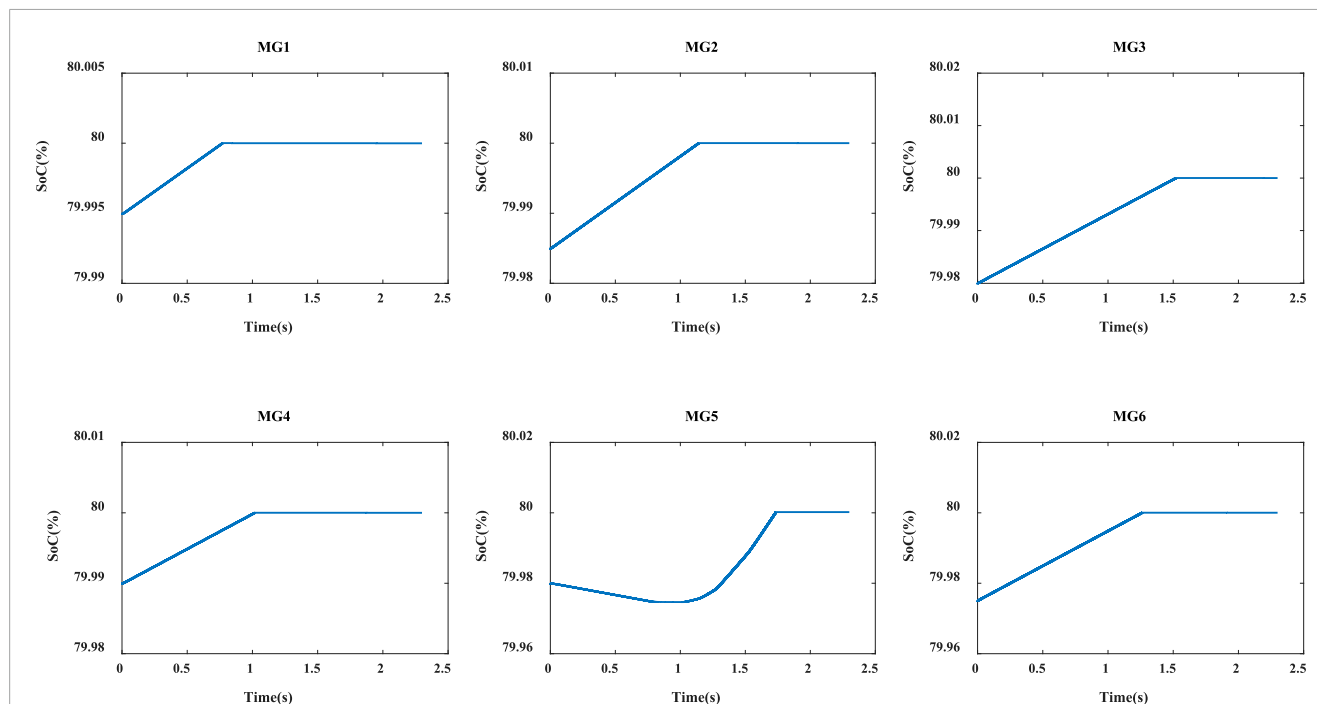 MG1
MG2
MG3
80.005
80
79.995
79.99
SoC(%)
0 0.5 1 1.5 2 2.5
Time(s)
80.01
80
79.99
79.98
SoC(%)
0 0.5 1 1.5 2 2.5
Time(s)
80.02
80.01
80
79.99
79.98
SoC(%)
0 0.5 1 1.5 2 2.5
Time(s)
MG4
MG5
MG6
80.01
80
79.99
79.98
SoC(%)
0 0.5 1 1.5 2 2.5
Time(s)
80.02
80
79.98
79.96
SoC(%)
0 0.5 1 1.5 2 2.5
Time(s)
80.02
80
79.98
79.96
SoC(%)
0 0.5 1 1.5 2 2.5
Time(s)